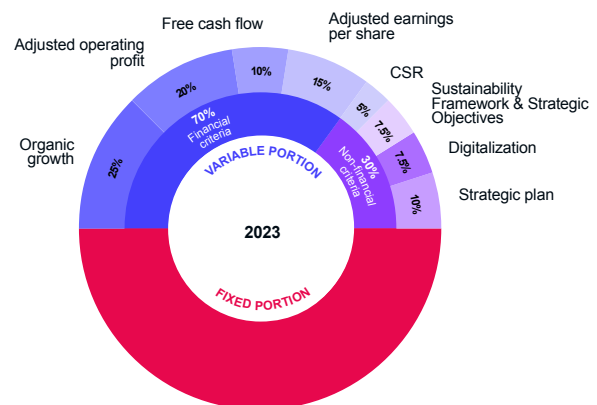 Free cash flow
Adjusted earnings
per share
Adjusted operating
profit
CSR
Sustainability
Framework & Strategic
Objectives
Organic
growth
Digitalization
Strategic plan
25%
20%
10%
15%
5%
7.5%
7.5%
10%
70%
Financial
criteria
30%
Non-financial
criteria
VARIABLE PORTION
2023
FIXED PORTION